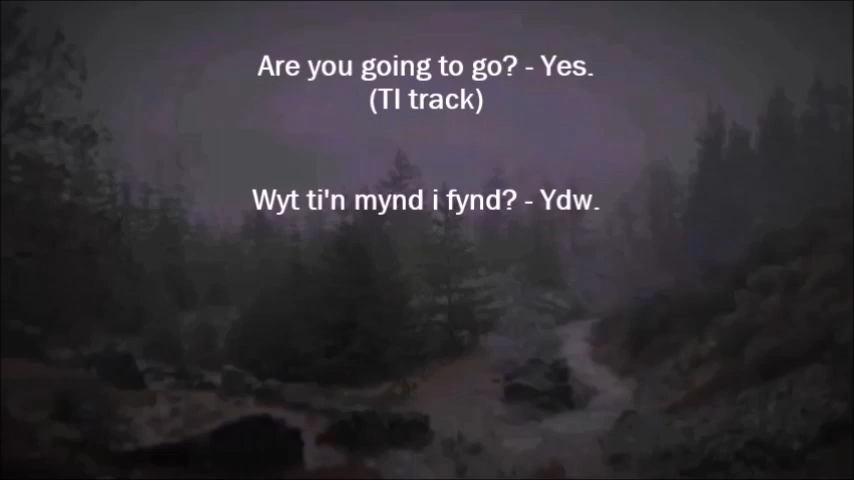 Are you going to go? - Yes.
(TI track)
Wyt ti'n mynd i fynd? - Ydw.